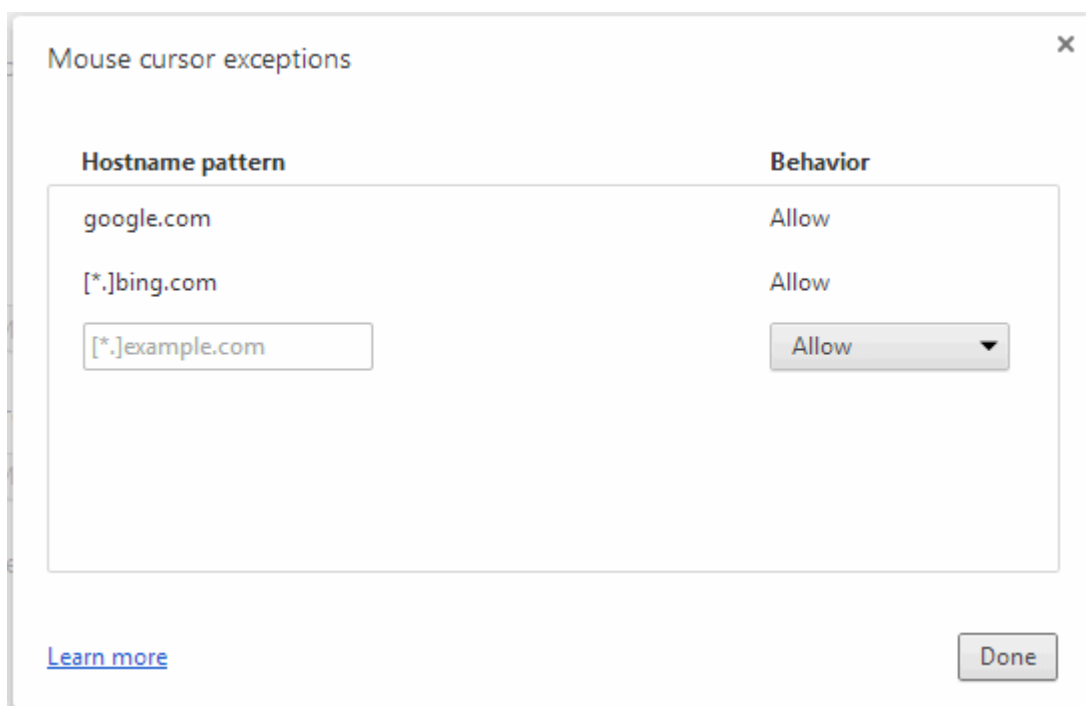 Mouse cursor exceptions
Hostname pattern Behavior
google.com Allow
[*.]bing.com Allow
[*.]example.com Allow
Learn more Done